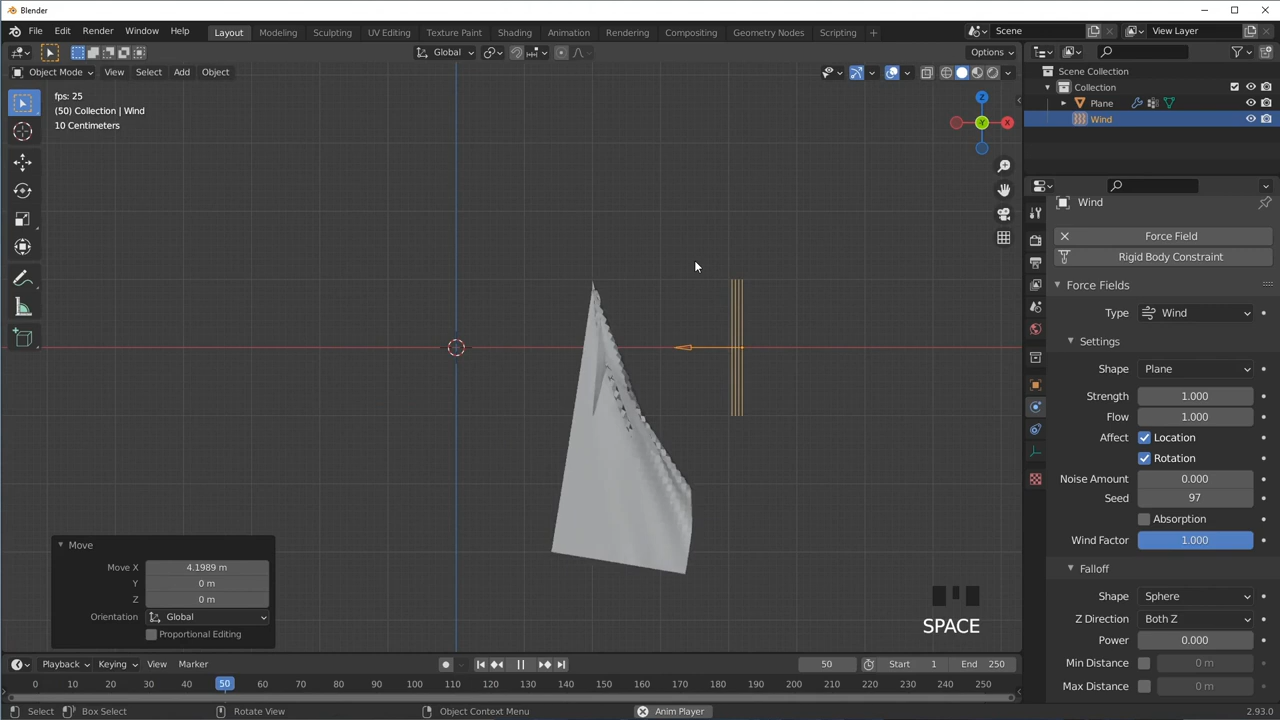 Blender
File Edit Render Window Help Layout Modeling Sculpting UV Editing Texture Paint Shading Animation Rendering Compositing Geometry Nodes Scripting Scene View Layer
Global Options
Object Mode View Select Add Object
Scene Collection
Collection
Plane
Wind
fps: 25
(50) Collection | Wind
10 Centimeters
Z
X
Y
Wind
Force Field
Rigid Body Constraint
Force Fields
Type Wind
Settings
Shape Plane
Strength 1.000
Flow 1.000
Affect Location
Rotation
Noise Amount 0.000
Seed 97
Absorption
Wind Factor 1.000
Falloff
Shape Sphere
Z Direction Both Z
Power 0.000
Min Distance 0 m
Max Distance 0 m
Move
Move X 4.1989 m
Y 0 m
Z 0 m
Orientation Global
Proportional Editing
SPACE
Playback Keying View Marker 50 Start 1 End 250
0 10 20 30 40 50 60 70 80 90 100 110 120 130 140 150 160 170 180 190 200 210 220 230 240 250
Select Box Select Rotate View Object Context Menu Anim Player 2.93.0